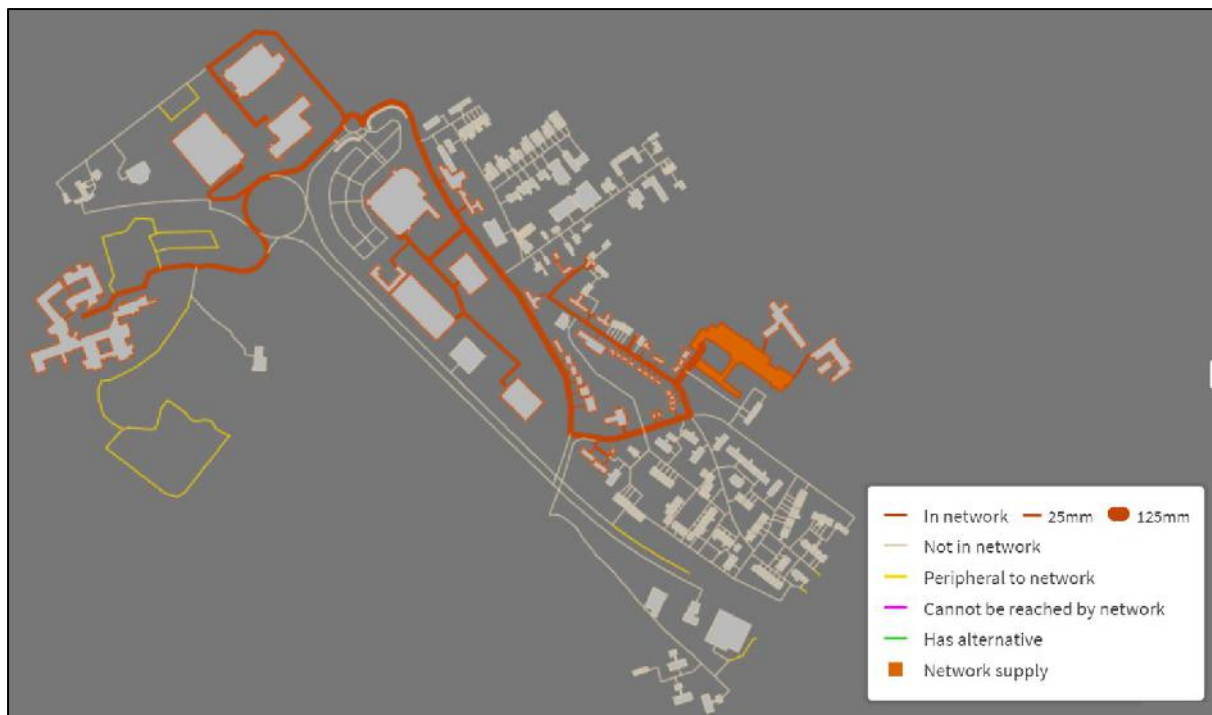 In network 25mm 125mm
Not in network
Peripheral to network
Cannot be reached by network
Has alternative
Network supply